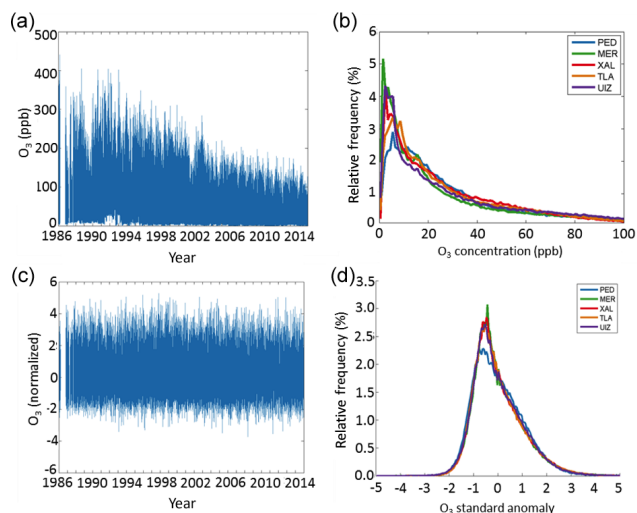 (a)
500
400
300
200
100
0
O3 (ppb)
1986 1990 1994 1998 2002 2006 2010 2014
Year
(b)
6
5
4
3
2
1
0
Relative frequency (%)
PED
MER
XAL
TLA
UIZ
0 20 40 60 80 100
O3 concentration (ppb)
(c)
6
4
2
0
-2
-4
-6
O3 (normalized)
1986 1990 1994 1998 2002 2006 2010 2014
Year
(d)
3.5
3.0
2.5
2.0
1.5
1.0
0.5
0
Relative frequency (%)
PED
MER
XAL
TLA
UIZ
-5 -4 -3 -2 -1 0 1 2 3 4 5
O3 standard anomaly